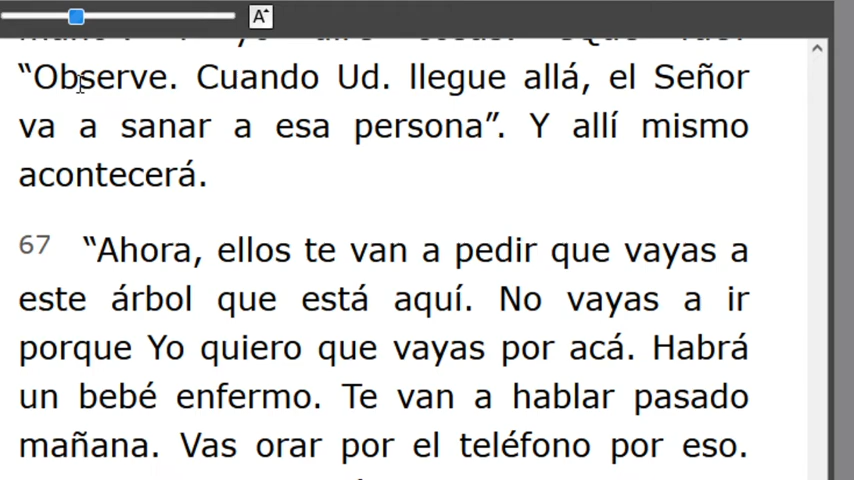 A
“Observe. Cuando Ud. llegue allá, el Señor
va a sanar a esa persona”. Y allí mismo
acontecerá.
67 “Ahora, ellos te van a pedir que vayas a
este árbol que está aquí. No vayas a ir
porque Yo quiero que vayas por acá. Habrá
un bebé enfermo. Te van a hablar pasado
mañana. Vas orar por el teléfono por eso.